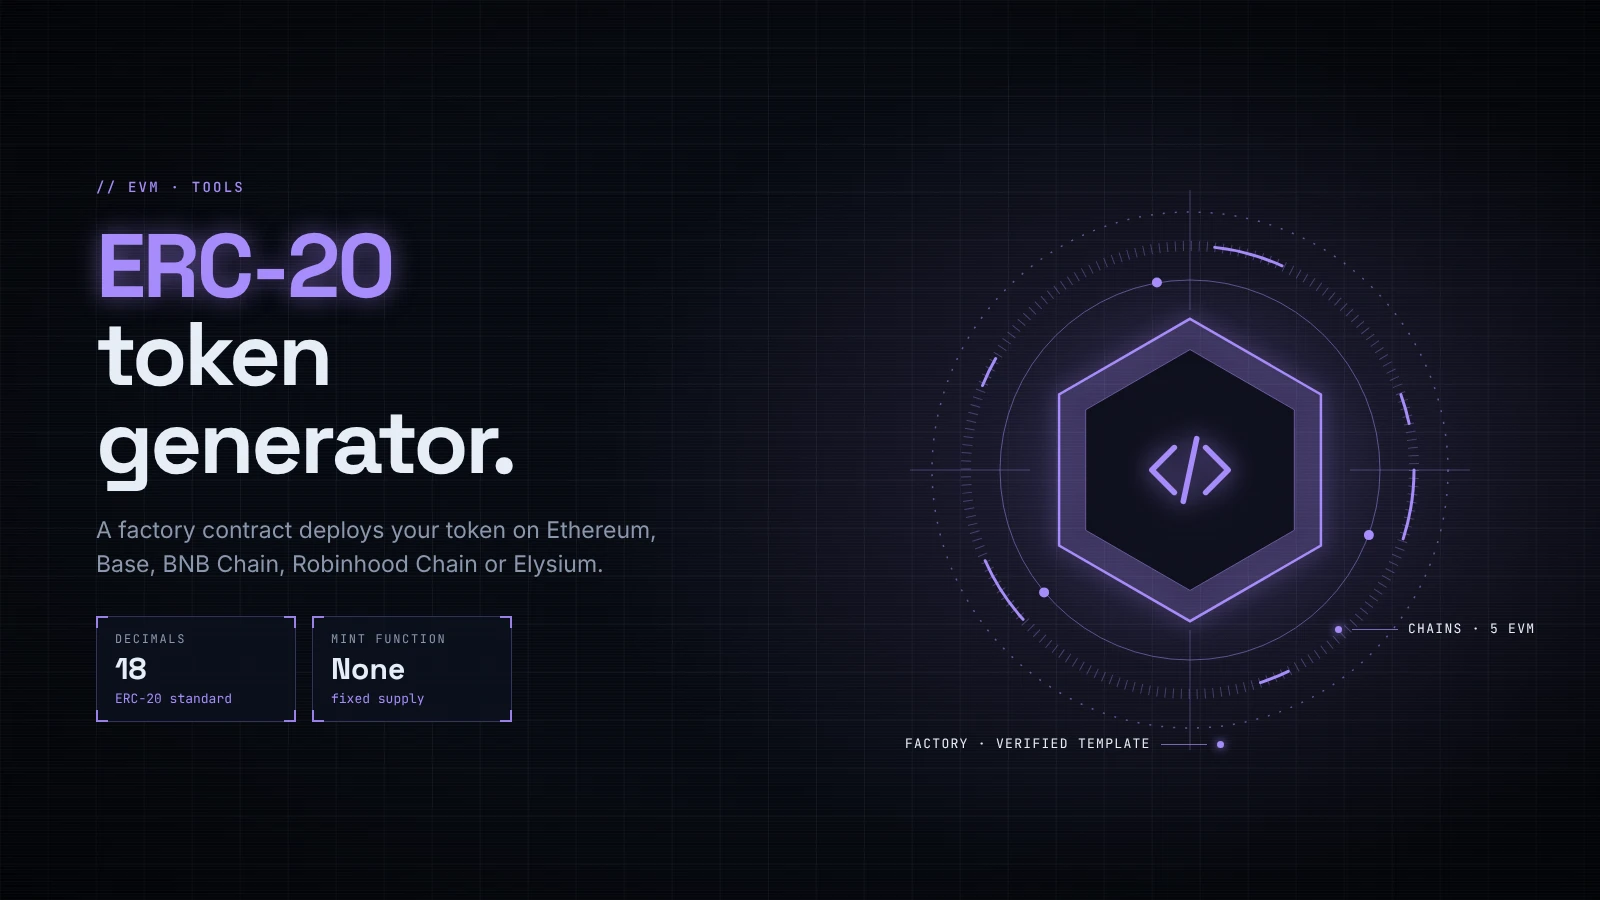 // EVM · TOOLS
ERC-20
token
generator.
A factory contract deploys your token on Ethereum,
Base, BNB Chain, Robinhood Chain or Elysium.
DECIMALS
18
ERC-20 standard
MINT FUNCTION
None
fixed supply
</>
CHAINS · 5 EVM
FACTORY · VERIFIED TEMPLATE